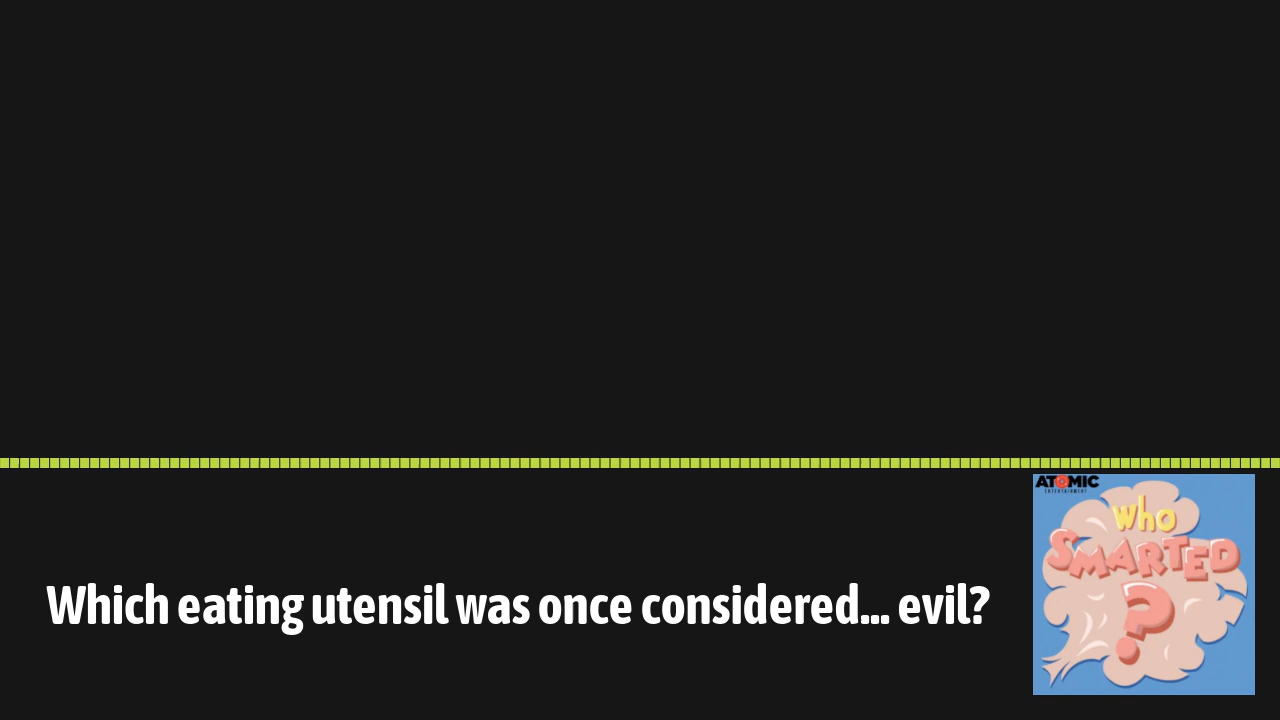 Which eating utensil was once considered... evil?
ATOMIC
ENTERTAINMENT
who
SMARTED
?